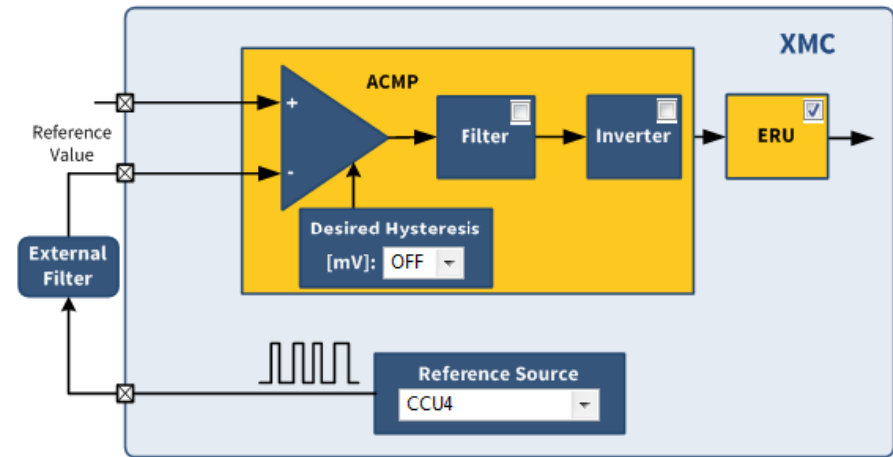 XMC
ACMP
+
-
Reference
Value
Filter
Inverter
ERU
Desired Hysteresis
[mV]: OFF
External
Filter
Reference Source
CCU4